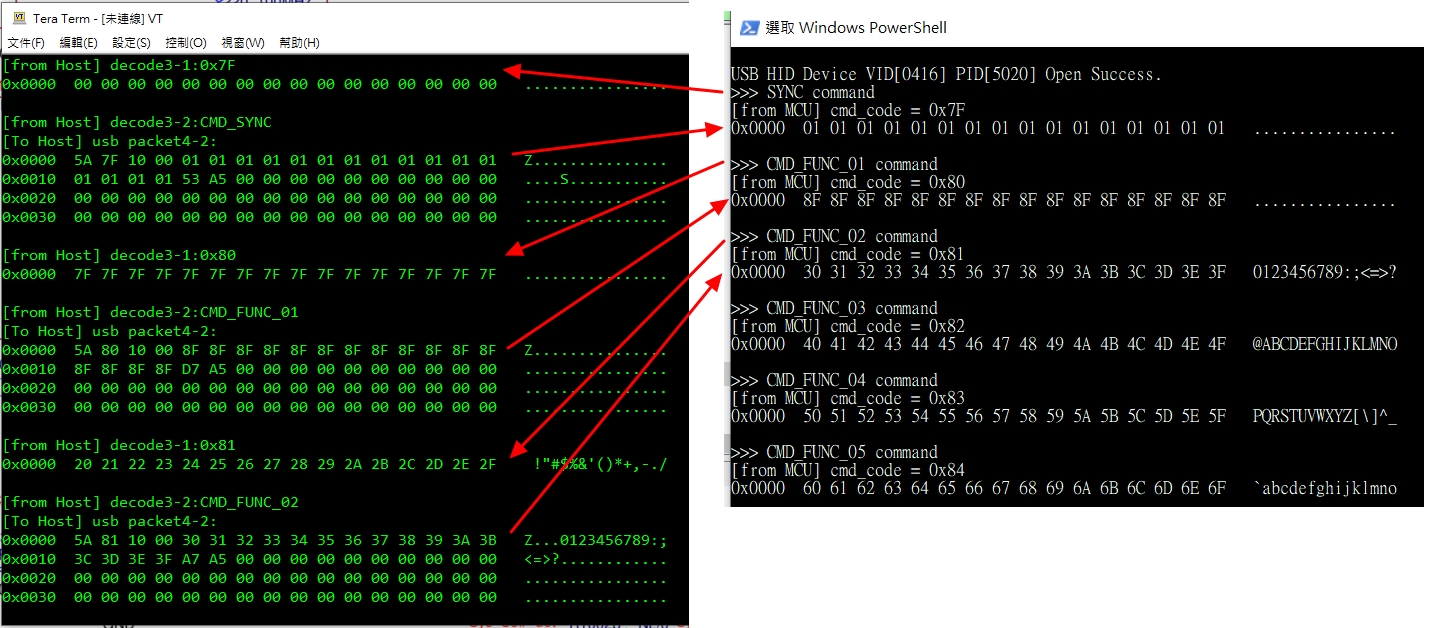 Tera Term - [未連線] VT
文件(F) 編輯(E) 設定(S) 控制(O) 視窗(W) 幫助(H)
[from Host] decode3-1:0x7F
0x0000 00 00 00 00 00 00 00 00 00 00 00 00 00 00 00 00 ................
[from Host] decode3-2:CMD_SYNC
[To Host] usb packet4-2:
0x0000 5A 7F 10 00 01 01 01 01 01 01 01 01 01 01 01 01 Z...............
0x0010 01 01 01 01 53 A5 00 00 00 00 00 00 00 00 00 00 ....S...........
0x0020 00 00 00 00 00 00 00 00 00 00 00 00 00 00 00 00 ................
0x0030 00 00 00 00 00 00 00 00 00 00 00 00 00 00 00 00 ................
[from Host] decode3-1:0x80
0x0000 7F 7F 7F 7F 7F 7F 7F 7F 7F 7F 7F 7F 7F 7F 7F 7F ................
[from Host] decode3-2:CMD_FUNC_01
[To Host] usb packet4-2:
0x0000 5A 80 10 00 8F 8F 8F 8F 8F 8F 8F 8F 8F 8F 8F 8F Z...............
0x0010 8F 8F 8F 8F D7 A5 00 00 00 00 00 00 00 00 00 00 ................
0x0020 00 00 00 00 00 00 00 00 00 00 00 00 00 00 00 00 ................
0x0030 00 00 00 00 00 00 00 00 00 00 00 00 00 00 00 00 ................
[from Host] decode3-1:0x81
0x0000 20 21 22 23 24 25 26 27 28 29 2A 2B 2C 2D 2E 2F !"#$%&'()*+,-./
[from Host] decode3-2:CMD_FUNC_02
[To Host] usb packet4-2:
0x0000 5A 81 10 00 30 31 32 33 34 35 36 37 38 39 3A 3B Z...0123456789:;
0x0010 3C 3D 3E 3F A7 A5 00 00 00 00 00 00 00 00 00 00 <=>?............
0x0020 00 00 00 00 00 00 00 00 00 00 00 00 00 00 00 00 ................
0x0030 00 00 00 00 00 00 00 00 00 00 00 00 00 00 00 00 ................
選取 Windows PowerShell
USB HID Device VID[0416] PID[5020] Open Success.
>>> SYNC command
[from MCU] cmd_code = 0x7F
0x0000 01 01 01 01 01 01 01 01 01 01 01 01 01 01 01 01 ................
>>> CMD_FUNC_01 command
[from MCU] cmd_code = 0x80
0x0000 8F 8F 8F 8F 8F 8F 8F 8F 8F 8F 8F 8F 8F 8F 8F 8F ................
>>> CMD_FUNC_02 command
[from MCU] cmd_code = 0x81
0x0000 30 31 32 33 34 35 36 37 38 39 3A 3B 3C 3D 3E 3F 0123456789:;<=>?
>>> CMD_FUNC_03 command
[from MCU] cmd_code = 0x82
0x0000 40 41 42 43 44 45 46 47 48 49 4A 4B 4C 4D 4E 4F @ABCDEFGHIJKLMNO
>>> CMD_FUNC_04 command
[from MCU] cmd_code = 0x83
0x0000 50 51 52 53 54 55 56 57 58 59 5A 5B 5C 5D 5E 5F PQRSTUVWXYZ[\]^_
>>> CMD_FUNC_05 command
[from MCU] cmd_code = 0x84
0x0000 60 61 62 63 64 65 66 67 68 69 6A 6B 6C 6D 6E 6F `abcdefghijklmno